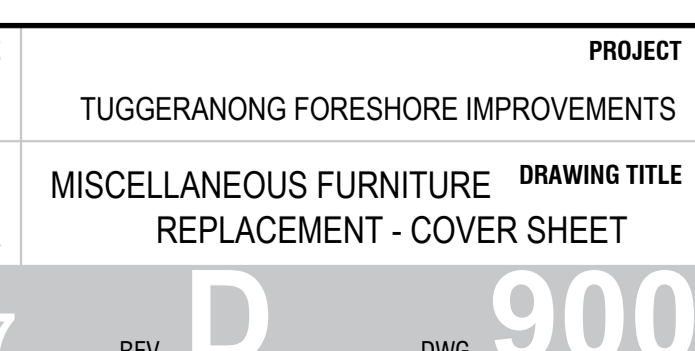 PROJECT
TUGGERANONG FORESHORE IMPROVEMENTS
DRAWING TITLE
MISCELLANEOUS FURNITURE
REPLACEMENT - COVER SHEET
REV D DWG 900